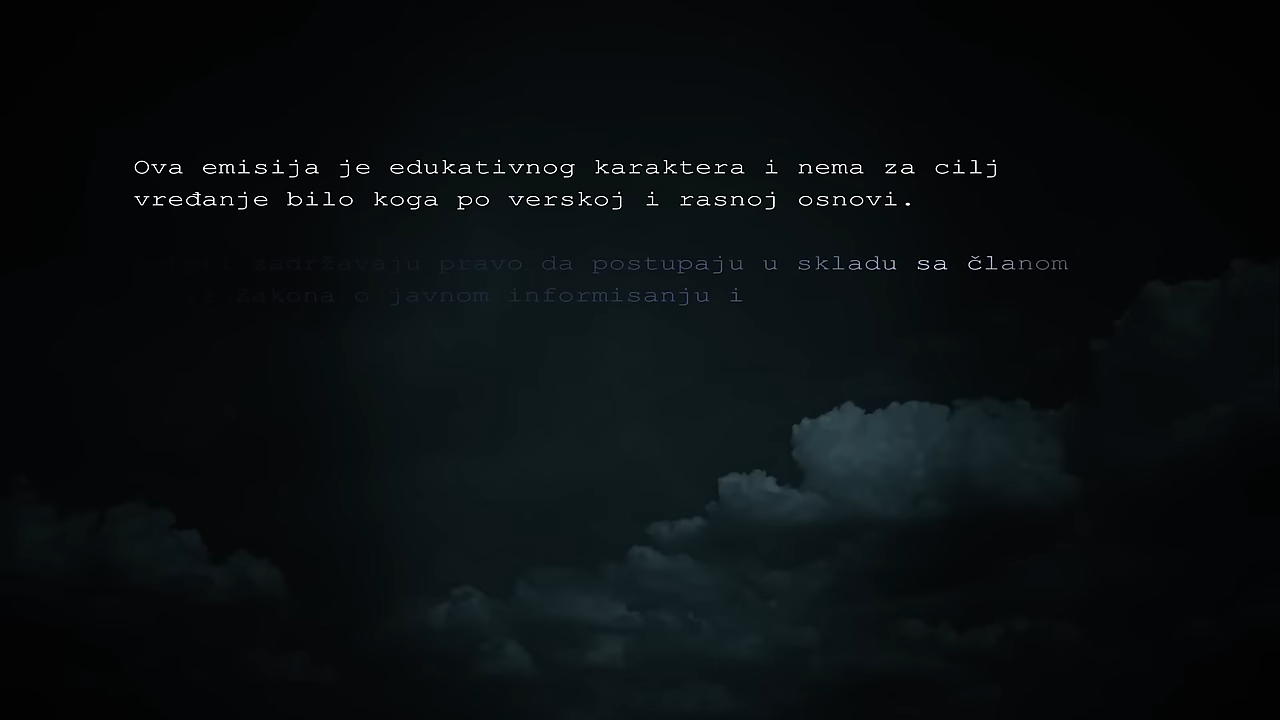 Ova emisija je edukativnog karaktera i nema za cilj
vređanje bilo koga po verskoj i rasnoj osnovi.
zadržavaju pravo da postupaju u skladu sa članom
Zakona o javnom informisanju i